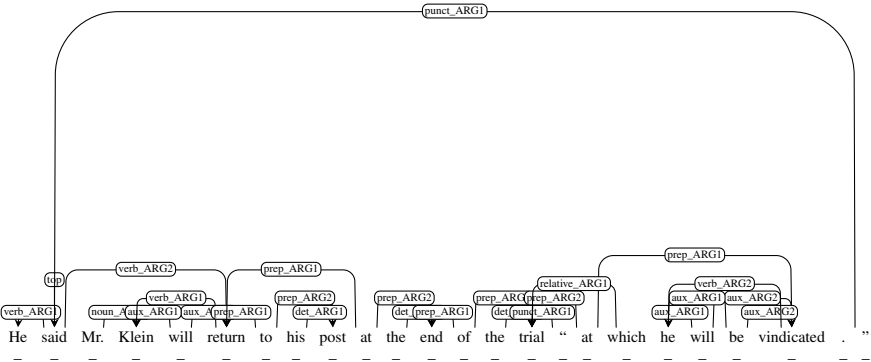 punct_ARG1
prep_ARG1
top verb_ARG2 prep_ARG1 relative_ARG1 verb_ARG2
verb_ARG1 prep_ARG2 prep_ARG2 prep_ARG2 aux_ARG1 aux_ARG2
verb_ARG1 aux_ARG1 prep_ARG1 det_ARG1 prep_ARG1 punct_ARG1 aux_ARG1 aux_ARG2
He said Mr. Klein will return to his post at the end of the trial “ at which he will be vindicated . ”
_ _ _ _ _ _ _ _ _ _ _ _ _ _ _ _ _ _ _ _ _ _ _ _